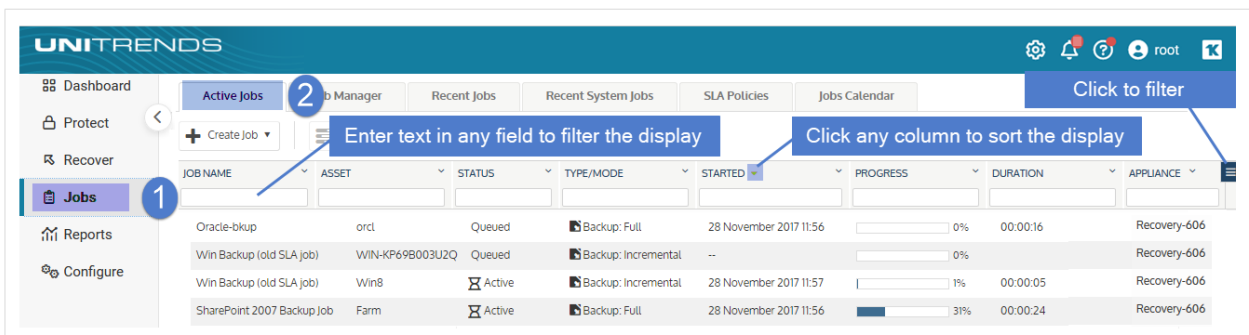 UNITRENDS
root
Dashboard
Protect
Recover
Jobs
Reports
Configure
1
2
Active Jobs
b Manager
Recent Jobs
Recent System Jobs
SLA Policies
Jobs Calendar
Click to filter
Create Job
Enter text in any field to filter the display
Click any column to sort the display
JOB NAME ASSET STATUS TYPE/MODE STARTED PROGRESS DURATION APPLIANCE
Oracle-bkup orcl Queued Backup: Full 28 November 2017 11:56 0% 00:00:16 Recovery-606
Win Backup (old SLA job) WIN-KP69B003U2Q Queued Backup: Incremental -- 0% Recovery-606
Win Backup (old SLA job) Win8 Active Backup: Incremental 28 November 2017 11:57 1% 00:00:05 Recovery-606
SharePoint 2007 Backup Job Farm Active Backup: Full 28 November 2017 11:56 31% 00:00:24 Recovery-606